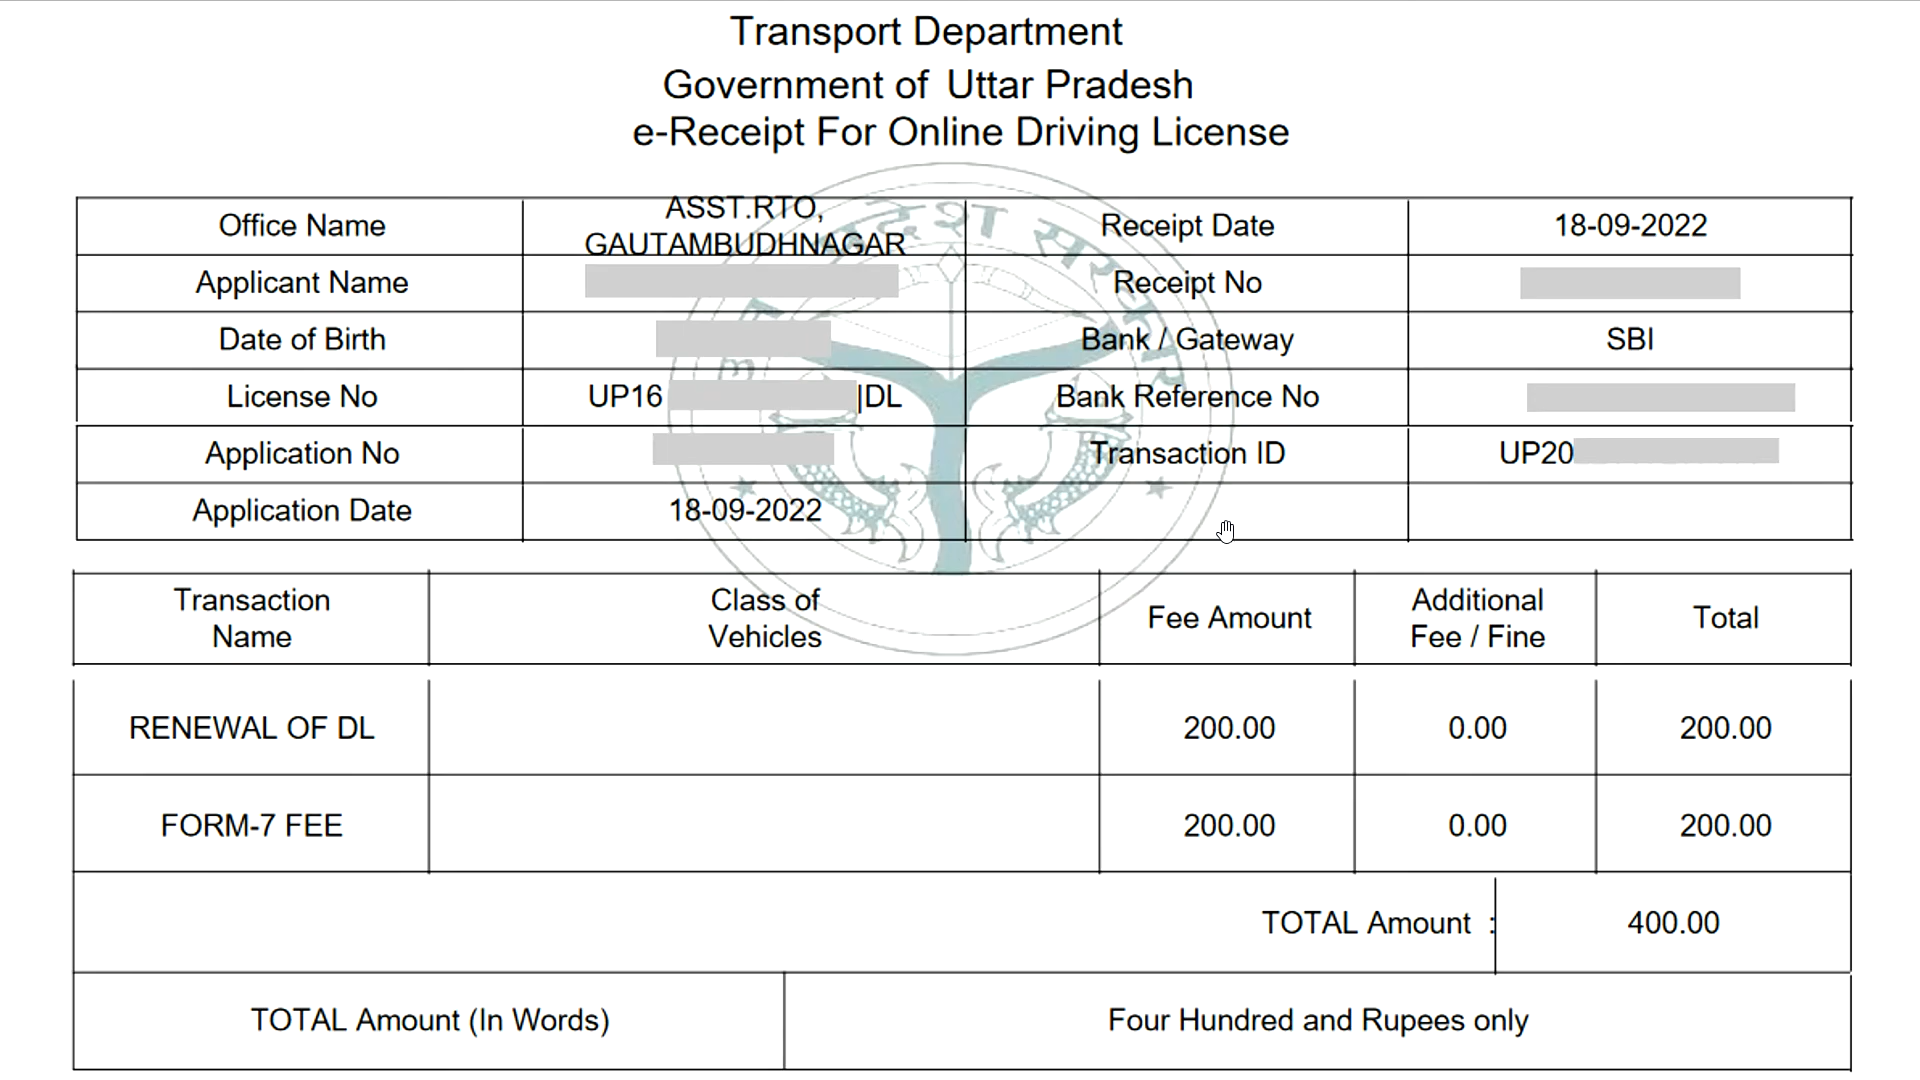 Transport Department
Government of Uttar Pradesh
e-Receipt For Online Driving License
Office Name
ASST.RTO,
GAUTAMBUDHNAGAR
Receipt Date
18-09-2022
Applicant Name
Receipt No
Date of Birth
Bank / Gateway
SBI
License No
UP16 |DL
Bank Reference No
Application No
Transaction ID
UP20
Application Date
18-09-2022
Transaction
Name
Class of
Vehicles
Fee Amount
Additional
Fee / Fine
Total
RENEWAL OF DL
200.00
0.00
200.00
FORM-7 FEE
200.00
0.00
200.00
TOTAL Amount :
400.00
TOTAL Amount (In Words)
Four Hundred and Rupees only